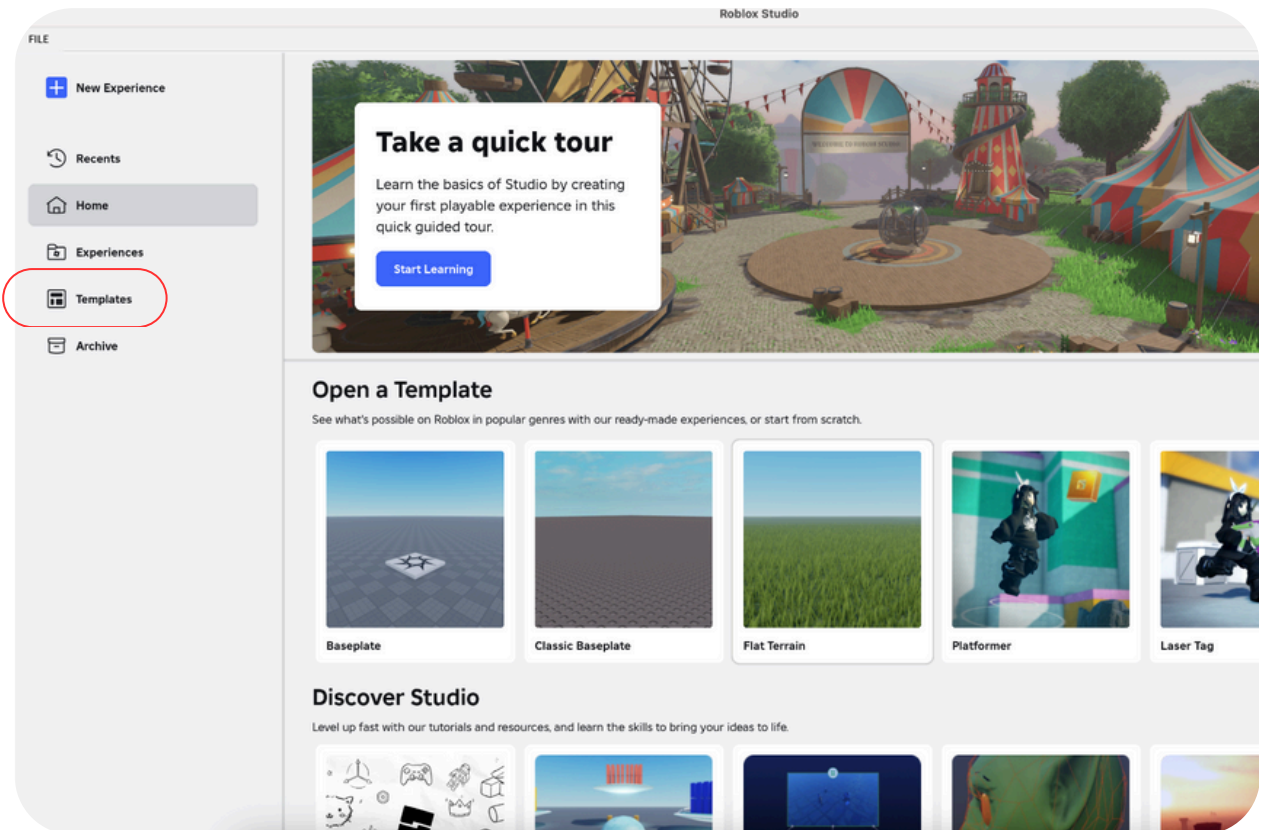 Roblox Studio
FILE
New Experience
Recents
Home
Experiences
Templates
Archive
Take a quick tour
Learn the basics of Studio by creating
your first playable experience in this
quick guided tour.
Start Learning
Open a Template
See what's possible on Roblox in popular genres with our ready-made experiences, or start from scratch.
Baseplate
Classic Baseplate
Flat Terrain
Platformer
Laser Tag
Discover Studio
Level up fast with our tutorials and resources, and learn the skills to bring your ideas to life.